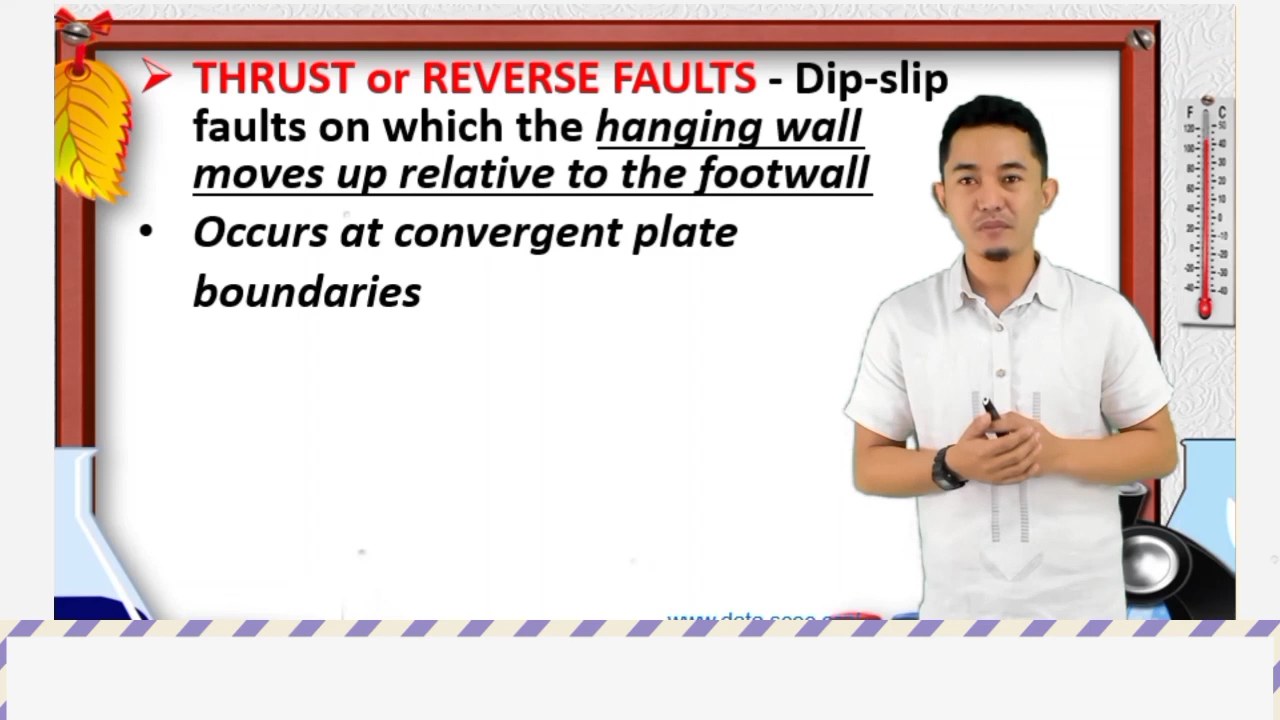 ➢ THRUST or REVERSE FAULTS - Dip-slip
faults on which the hanging wall
moves up relative to the footwall
• Occurs at convergent plate
boundaries
F C